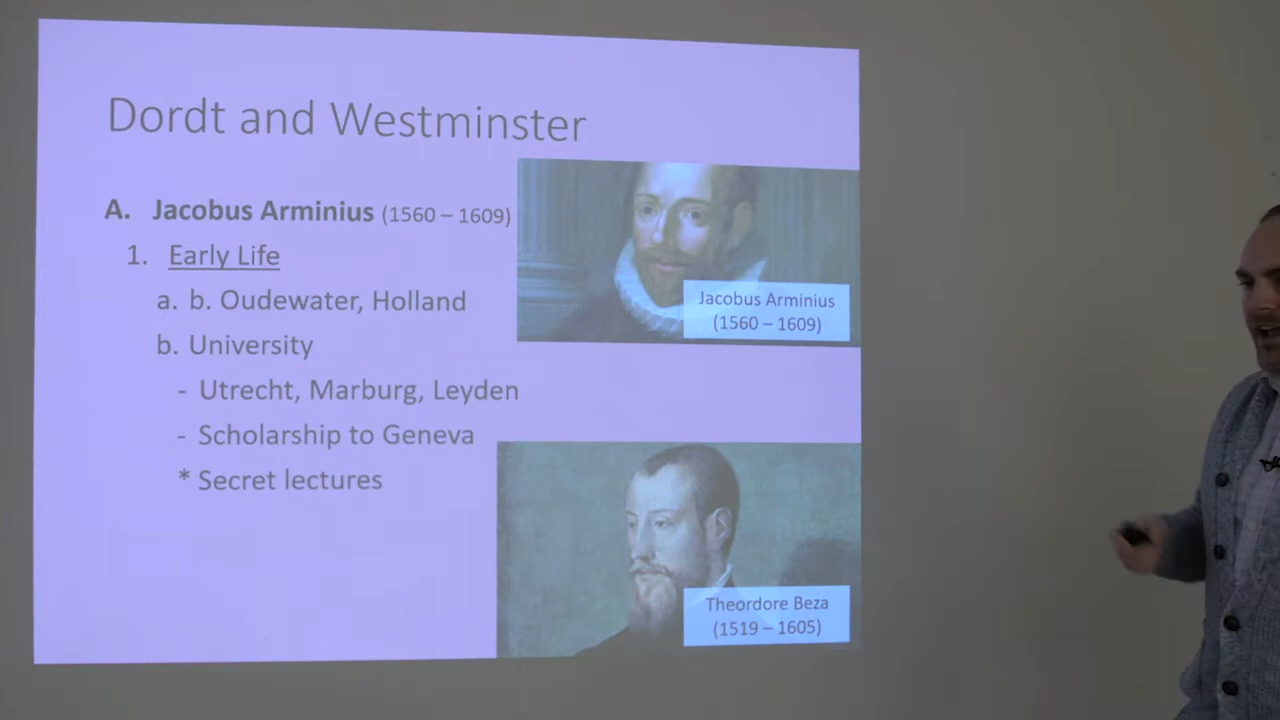 Dordt and Westminster
A. Jacobus Arminius (1560 – 1609)
1. Early Life
a. b. Oudewater, Holland
b. University
- Utrecht, Marburg, Leyden
- Scholarship to Geneva
* Secret lectures
Jacobus Arminius
(1560 – 1609)
Theordore Beza
(1519 – 1605)